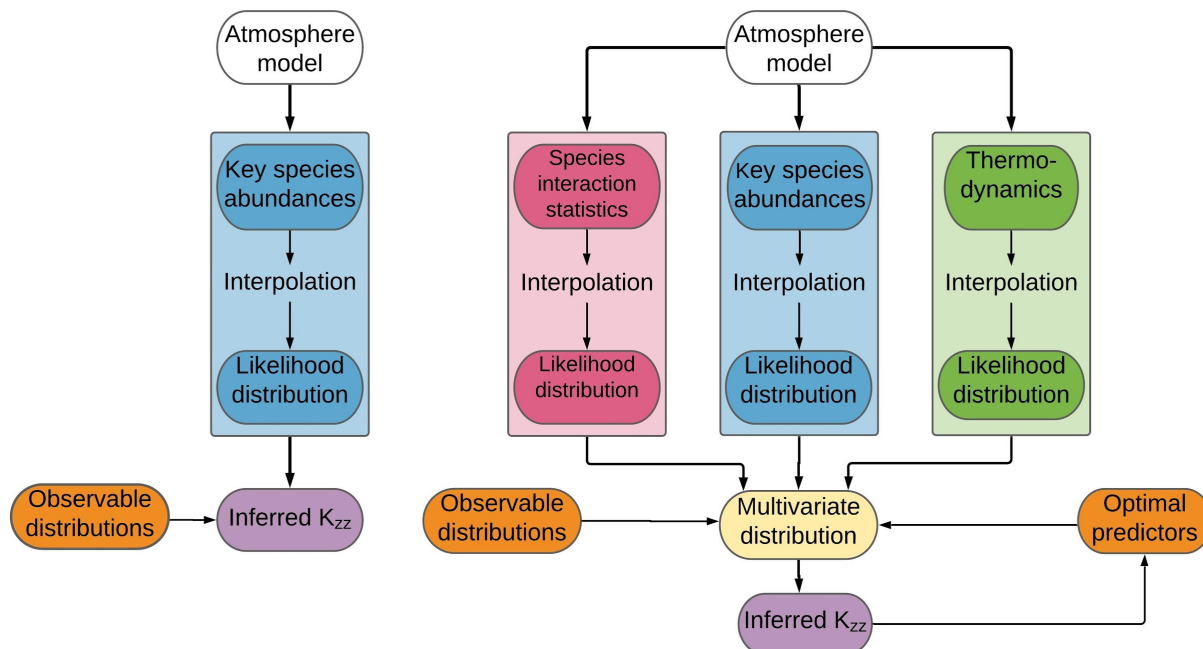 Atmosphere
model
Key species
abundances
Interpolation
Likelihood
distribution
Observable
distributions
Inferred Kzz
Atmosphere
model
Species
interaction
statistics
Interpolation
Likelihood
distribution
Key species
abundances
Interpolation
Likelihood
distribution
Thermo-
dynamics
Interpolation
Likelihood
distribution
Observable
distributions
Multivariate
distribution
Optimal
predictors
Inferred Kzz